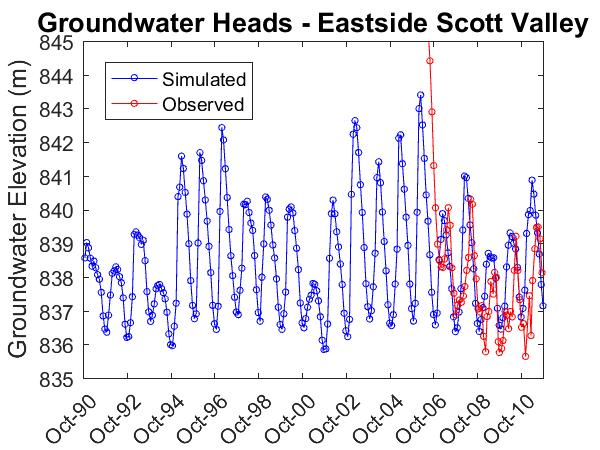 Groundwater Heads - Eastside Scott Valley
Groundwater Elevation (m)
845
844
843
842
841
840
839
838
837
836
835
Simulated
Observed
Oct-90
Oct-92
Oct-94
Oct-96
Oct-98
Oct-00
Oct-02
Oct-04
Oct-06
Oct-08
Oct-10